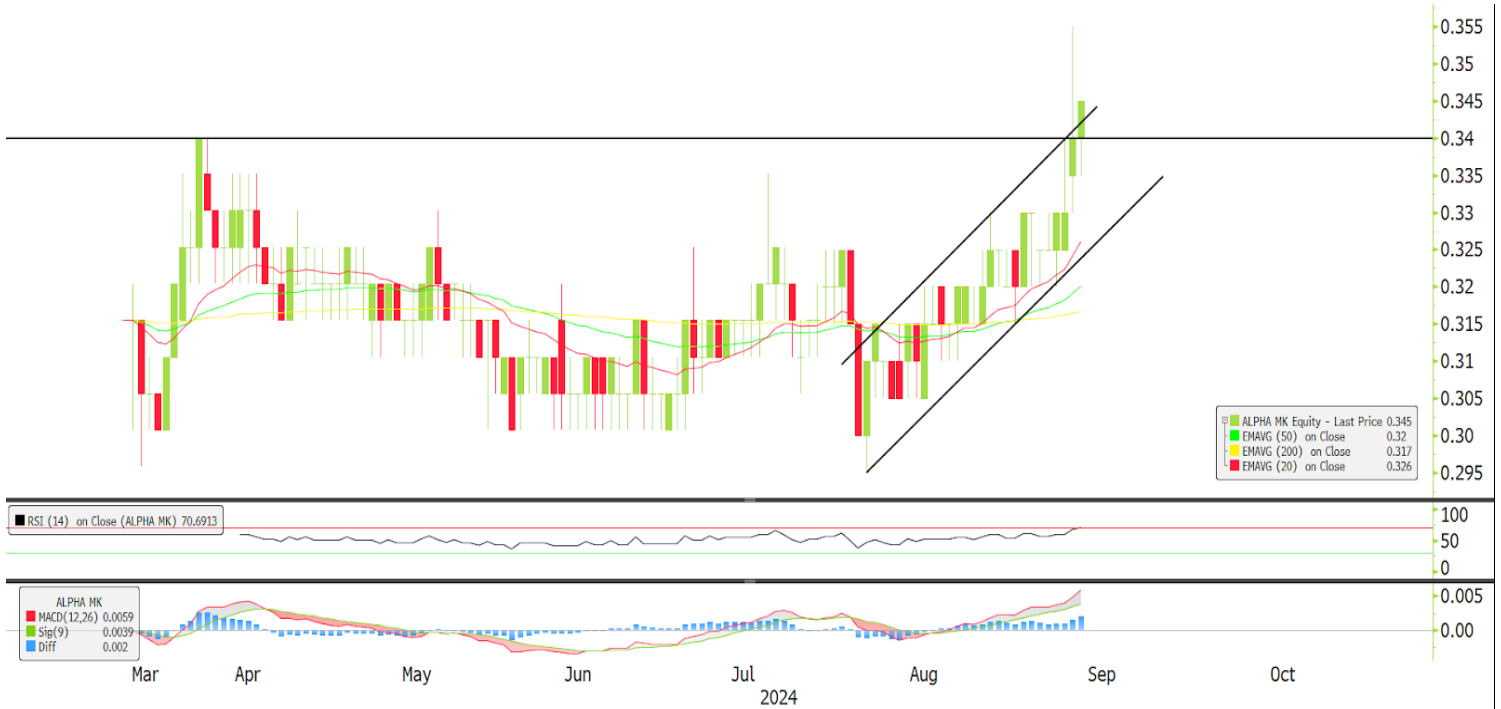 0.355
0.35
0.345
0.34
0.335
0.33
0.325
0.32
0.315
0.31
0.305
0.30
0.295
ALPHA MK Equity - Last Price 0.345
EMAVG (50) on Close 0.32
EMAVG (200) on Close 0.317
EMAVG (20) on Close 0.326
RSI (14) on Close (ALPHA MK) 70.6913
100
50
0
ALPHA MK
MACD(12,26) 0.0059
Sig(9) 0.0039
Diff 0.002
0.005
0.00
Mar Apr May Jun Jul Aug Sep Oct
2024